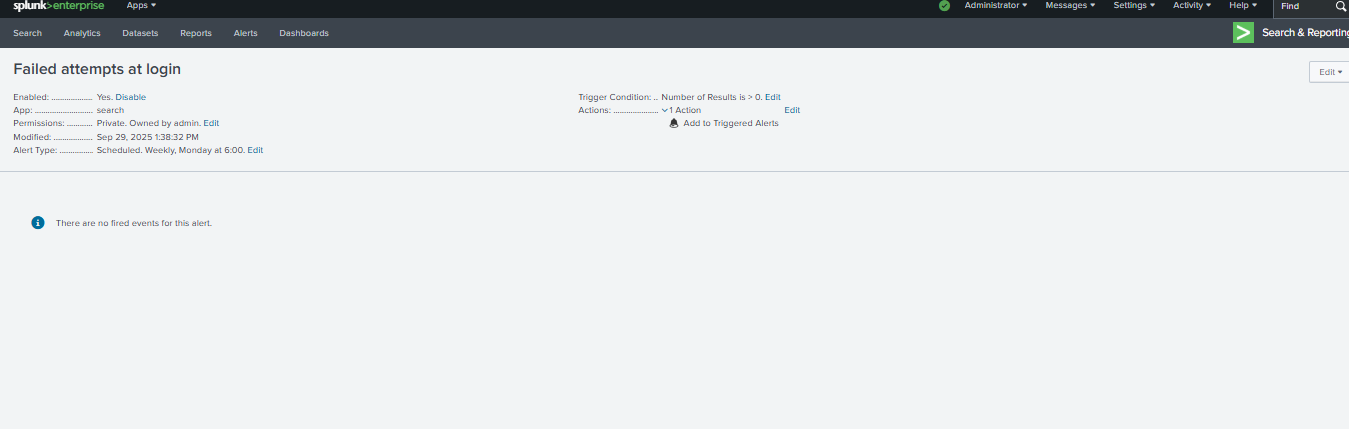 splunk>enterprise Apps Administrator Messages Settings Activity Help Find
Search Analytics Datasets Reports Alerts Dashboards Search & Reporting
Failed attempts at login
Edit
Enabled: .................. Yes. Disable
App: ......................... search
Permissions: ........... Private. Owned by admin. Edit
Modified: ................. Sep 29, 2025 1:38:32 PM
Alert Type: .............. Scheduled. Weekly, Monday at 6:00. Edit
Trigger Condition: .. Number of Results is > 0. Edit
Actions: .................... 1 Action Edit
Add to Triggered Alerts
There are no fired events for this alert.